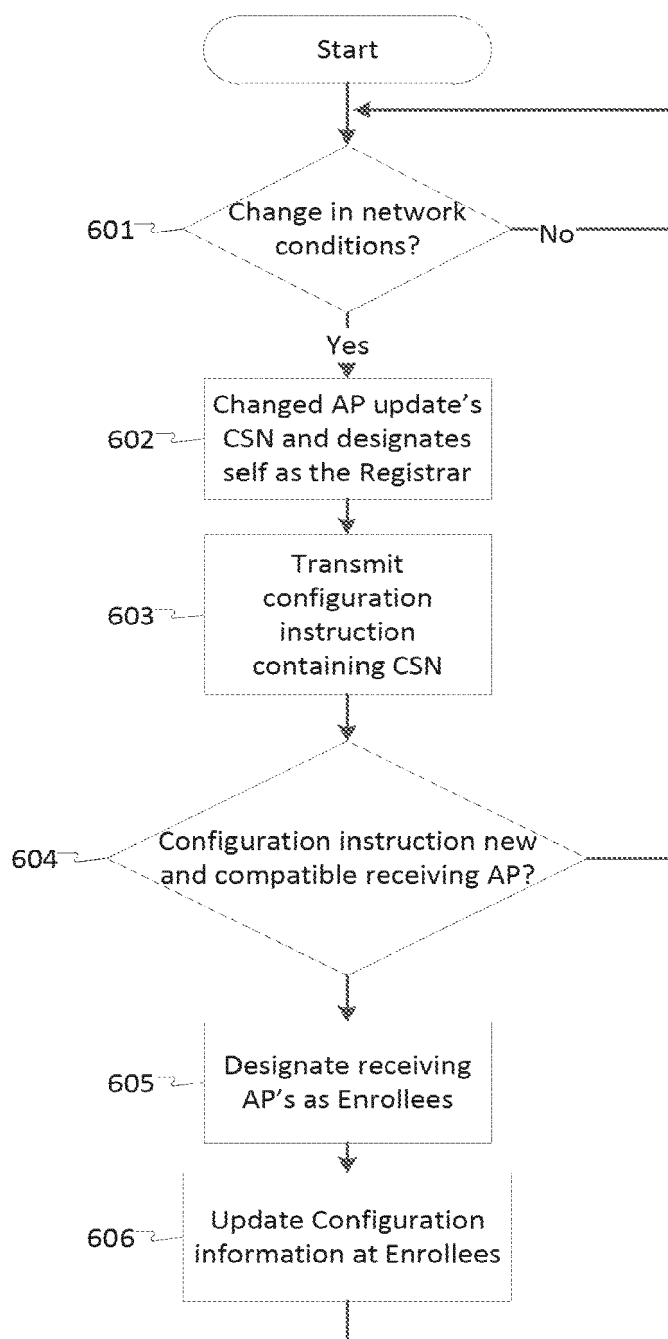 Start
601
Change in network
conditions?
No
Yes
602
Changed AP update's
CSN and designates
self as the Registrar
603
Transmit
configuration
instruction
containing CSN
604
Configuration instruction new
and compatible receiving AP?
605
Designate receiving
AP's as Enrollees
606
Update Configuration
information at Enrollees